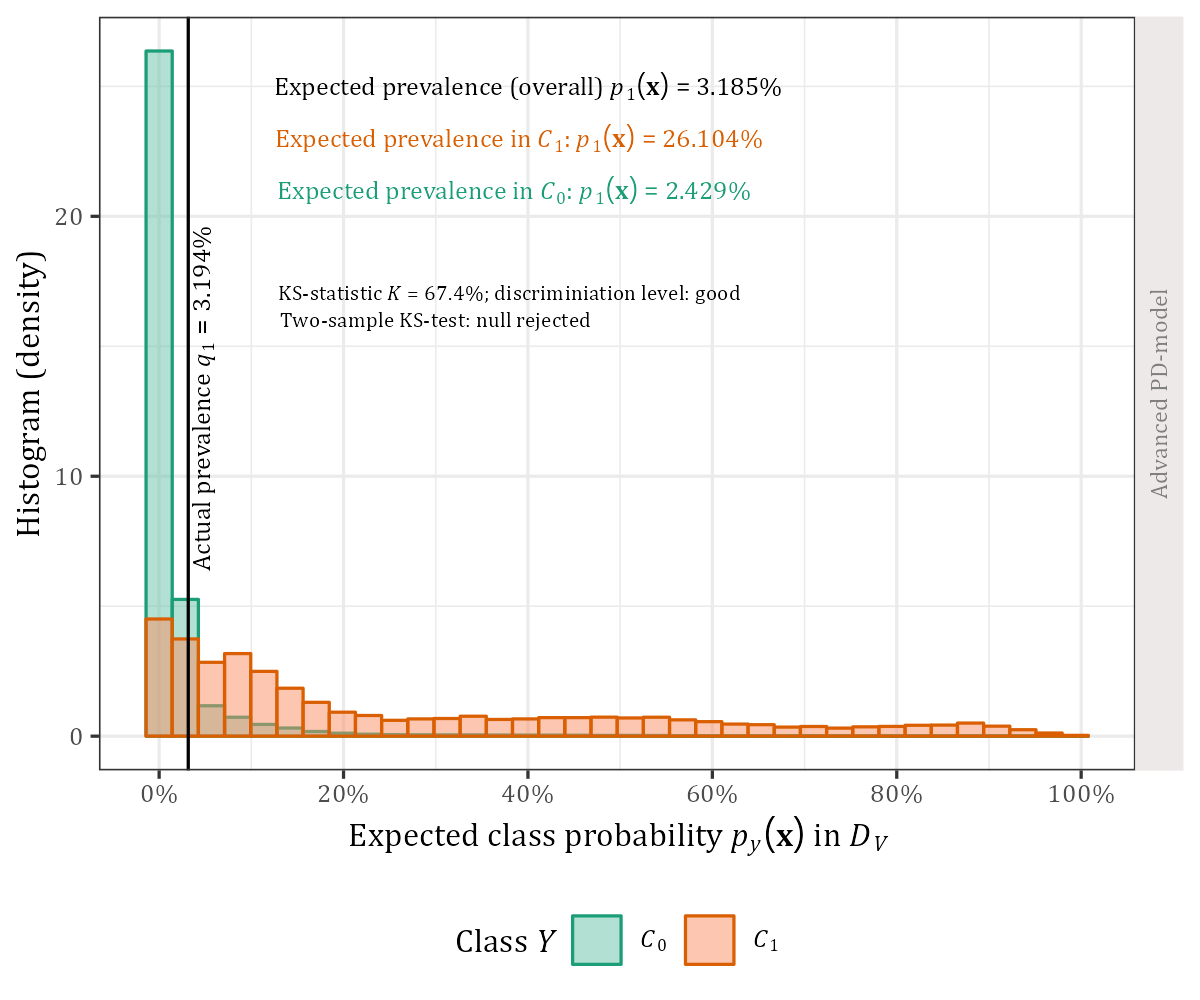 Expected prevalence (overall) p₁(x) = 3.185%
Expected prevalence in C₁: p₁(x) = 26.104%
Expected prevalence in C₀: p₁(x) = 2.429%
KS-statistic K = 67.4%; discriminiation level: good
Two-sample KS-test: null rejected
Actual prevalence q₁ = 3.194%
Histogram (density)
20
10
0
Advanced PD-model
0% 20% 40% 60% 80% 100%
Expected class probability p_y(x) in D_V
Class Y C₀ C₁